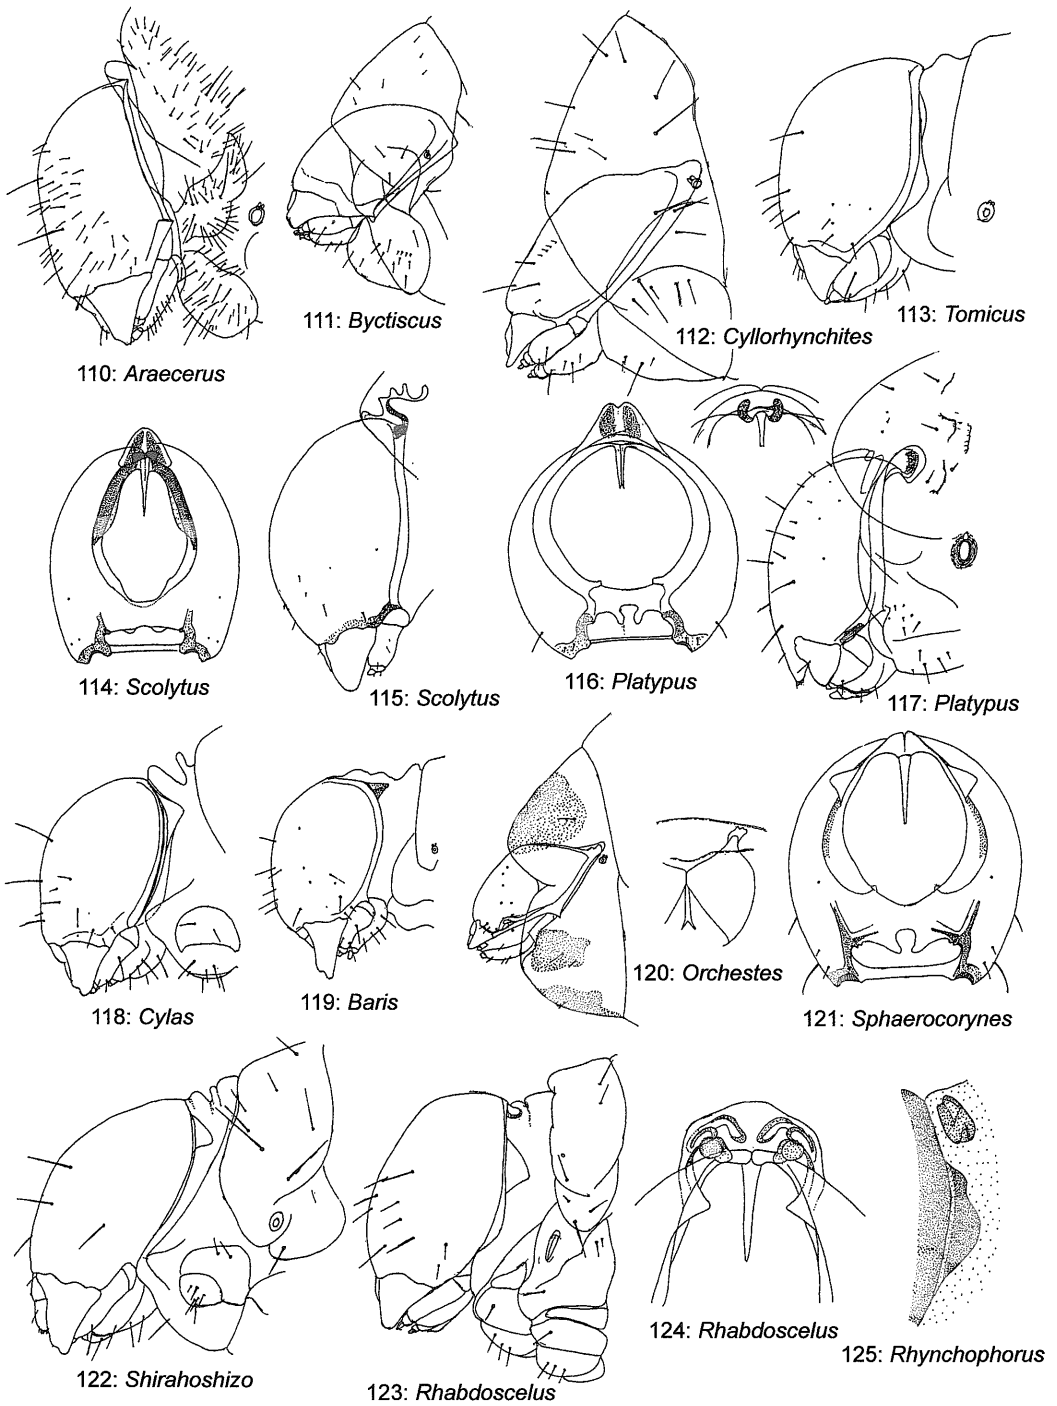 110: Araecerus
111: Byctiscus
112: Cyllorhynchites
113: Tomicus
114: Scolytus
115: Scolytus
116: Platypus
117: Platypus
118: Cylas
119: Baris
120: Orchestes
121: Sphaerocorynes
122: Shirahoshizo
123: Rhabdoscelus
124: Rhabdoscelus
125: Rhynchophorus